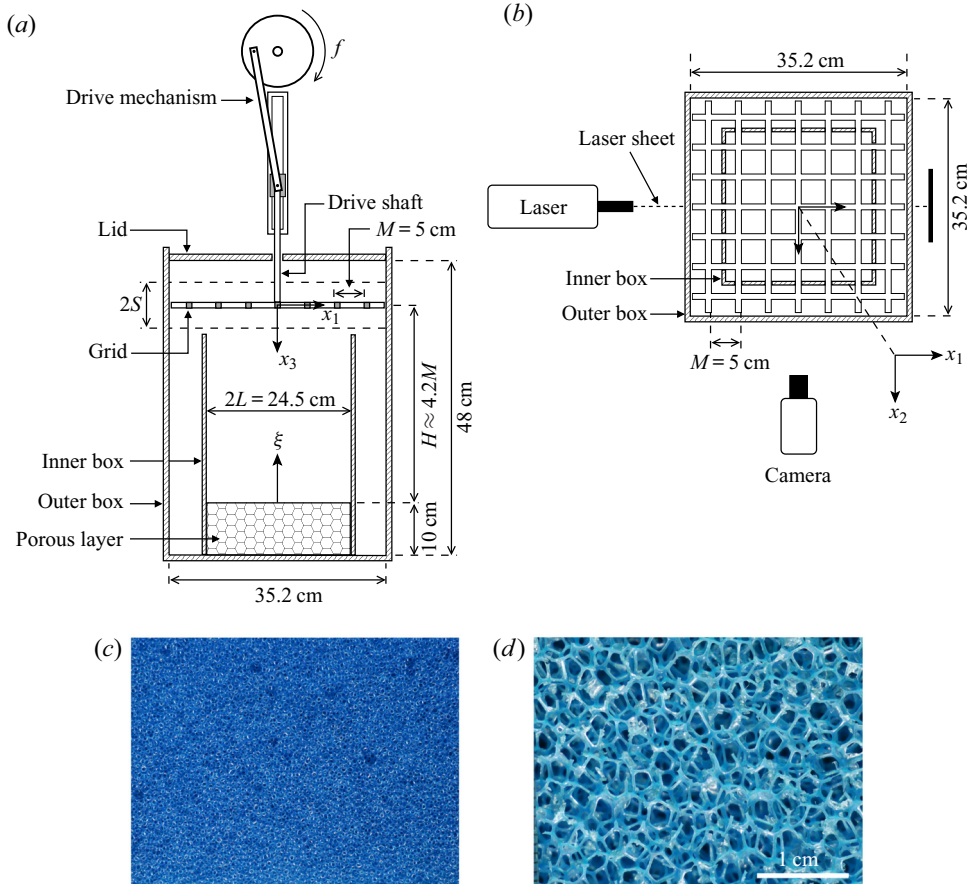 (a)
f
Drive mechanism
Drive shaft
M = 5 cm
Lid
2S
x1
Grid
x3
2L = 24.5 cm
H ≈ 4.2M
48 cm
ξ
Inner box
Outer box
Porous layer
10 cm
35.2 cm
(b)
35.2 cm
Laser sheet
Laser
35.2 cm
Inner box
Outer box
M = 5 cm
x1
x2
Camera
(c)
(d)
1 cm